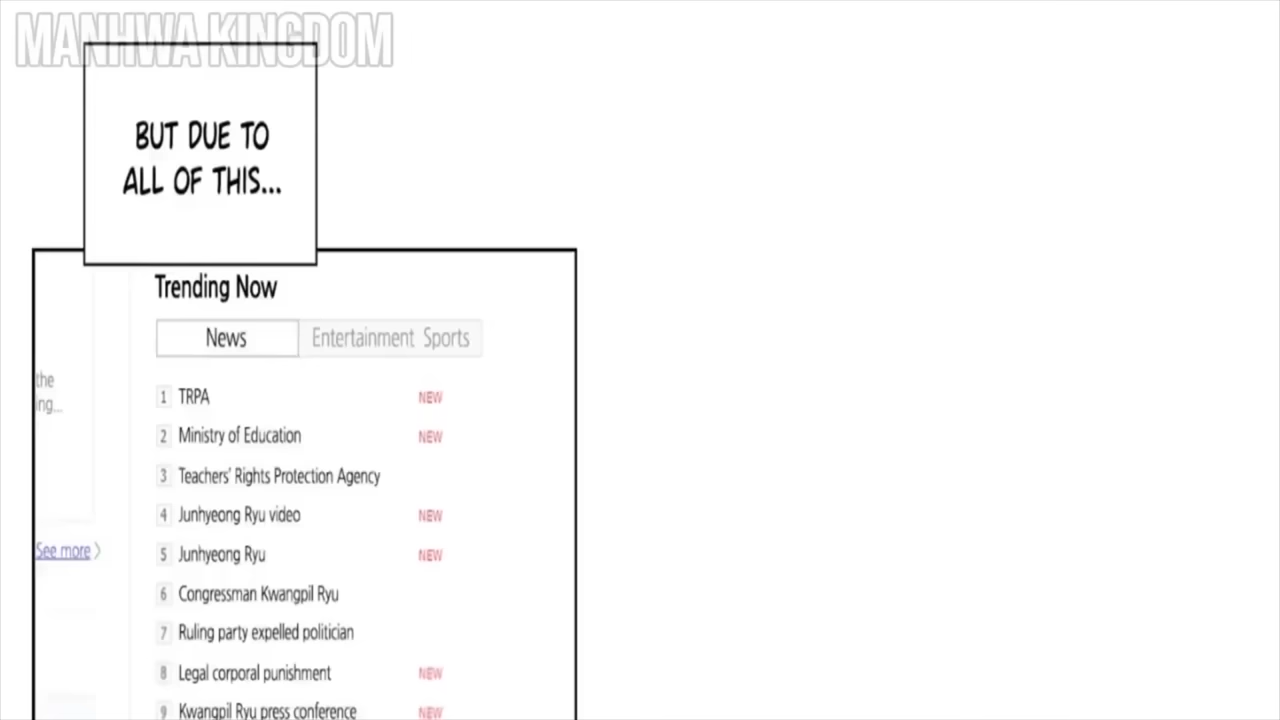 MANHWA KINGDOM
BUT DUE TO
ALL OF THIS...
Trending Now
News Entertainment Sports
the
ing...
1 TRPA NEW
2 Ministry of Education NEW
3 Teachers' Rights Protection Agency
4 Junhyeong Ryu video NEW
See more >
5 Junhyeong Ryu NEW
6 Congressman Kwangpil Ryu
7 Ruling party expelled politician
8 Legal corporal punishment NEW
9 Kwangpil Ryu press conference NEW